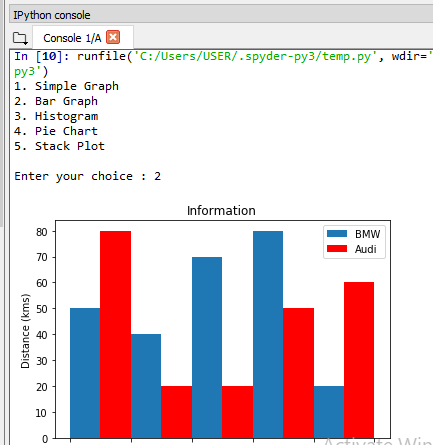 IPython console
Console 1/A
In [10]: runfile('C:/Users/USER/.spyder-py3/temp.py', wdir='
py3')
1. Simple Graph
2. Bar Graph
3. Histogram
4. Pie Chart
5. Stack Plot
Enter your choice : 2
Information
BMW
Audi
Distance (kms)
80
70
60
50
40
30
20
10
0
Activate Win